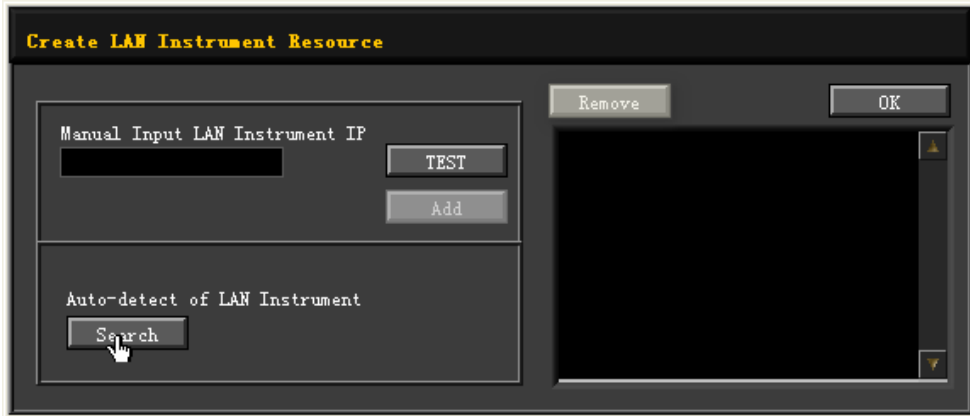 Create LAN Instrument Resource
Remove
OK
Manual Input LAN Instrument IP
TEST
Add
Auto-detect of LAN Instrument
Search